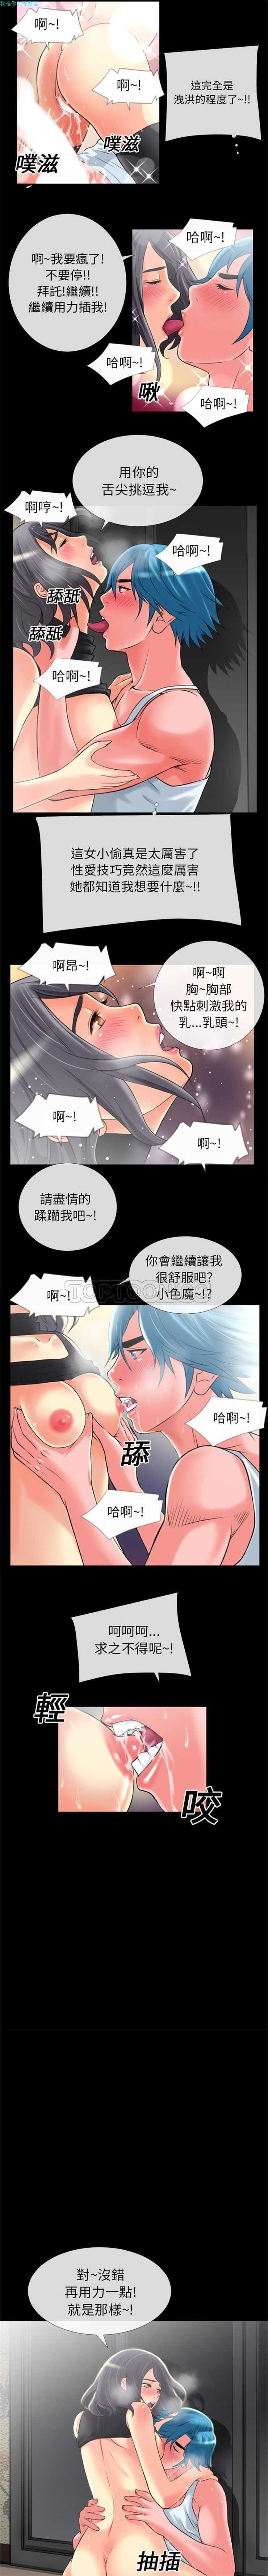 啊~!
啊~!
這完全是
洩洪的程度了~!!
噗滋
噗滋
哈啊~!
啊~我要瘋了!
不要停!!
拜託!繼續!!
繼續用力插我!
哈啊~!
啾
哈啊~!
用你的
舌尖挑逗我~
啊哼~!
哈啊~!
舔舐
舔舐
哈啊~!
這女小偷真是太厲害了
性愛技巧竟然這麼厲害
她都知道我想要什麼~!!
啊昂~!
啊~啊
胸~胸部
快點刺激我的
乳...乳頭~!
啊~!
啊~!
請盡情的
蹂躪我吧~!
你會繼續讓我
很舒服吧?
小色魔~!?
啊~!
哈啊~!
舔
哈啊~!
呵呵呵...
求之不得呢~!
輕
咬
對~沒錯
再用力一點!
就是那樣~!
抽插